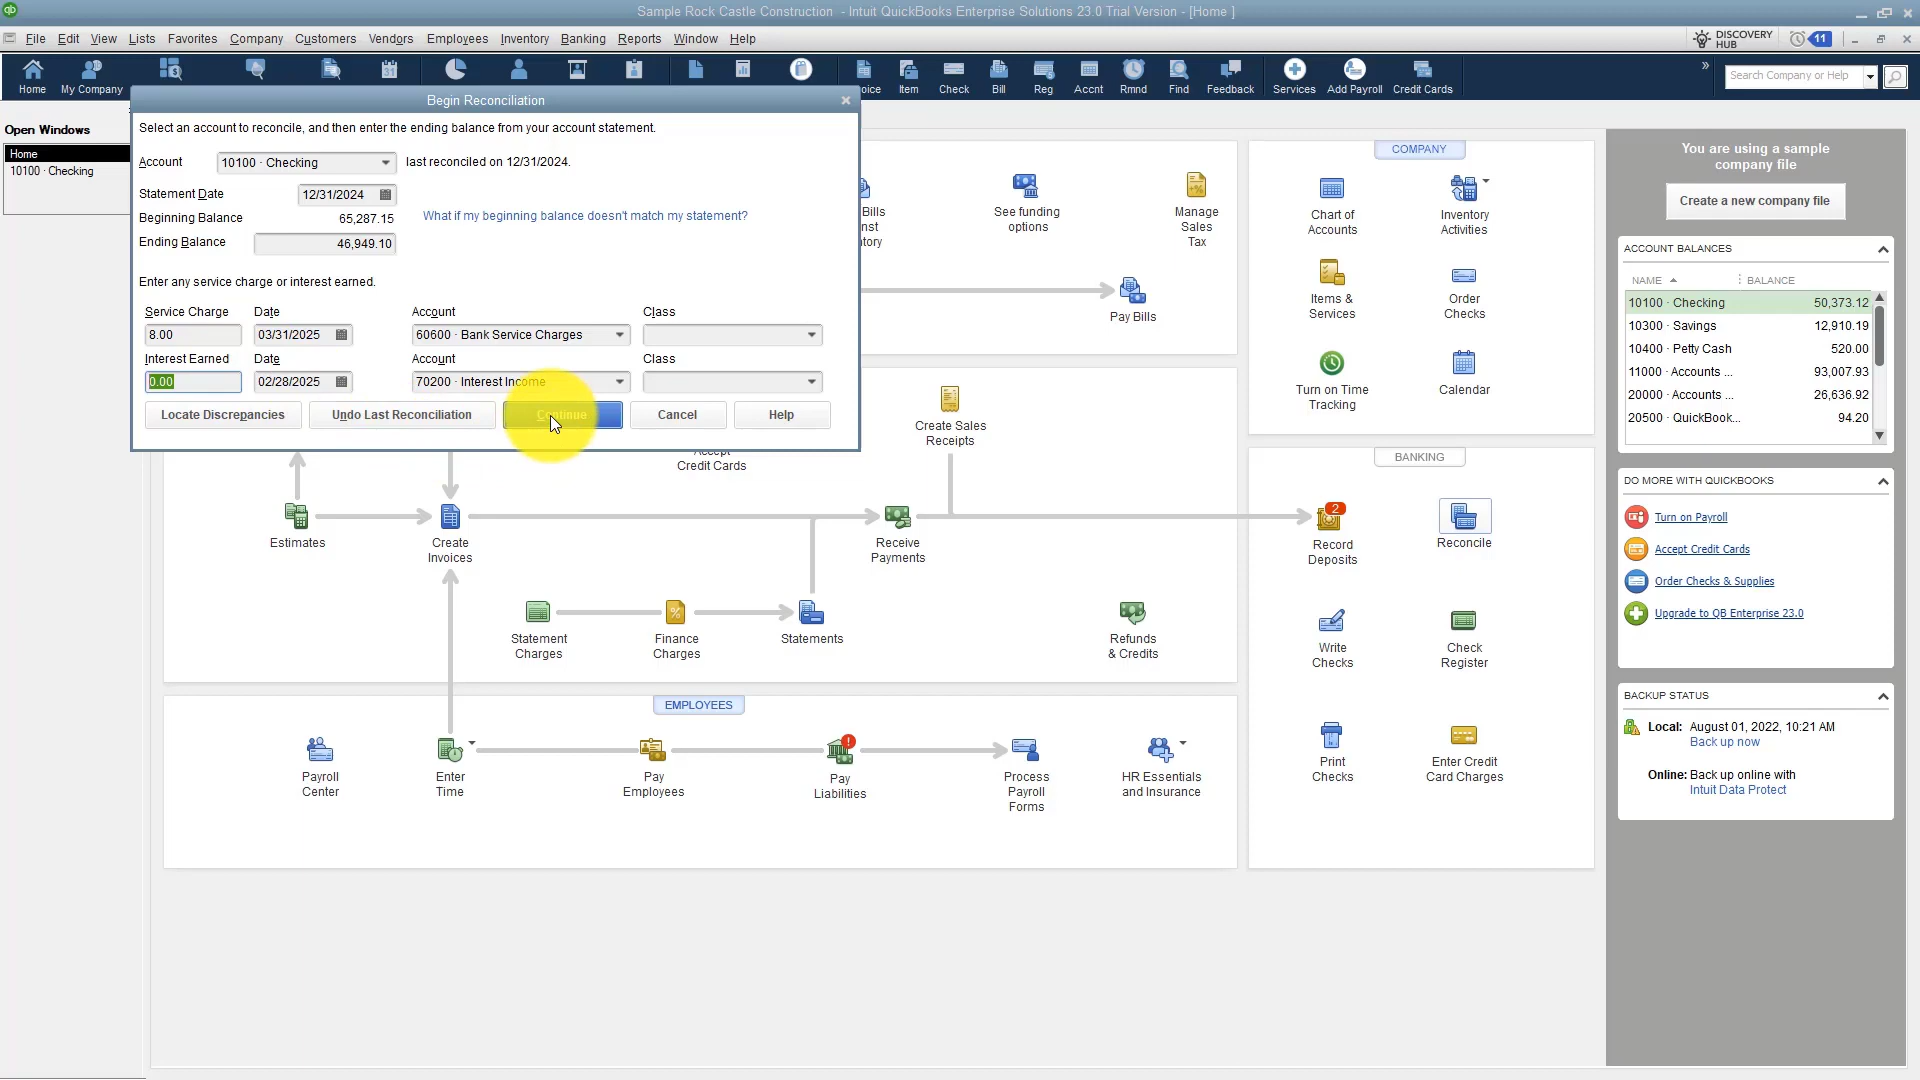 Sample Rock Castle Construction - Intuit QuickBooks Enterprise Solutions 23.0 Trial Version - [Home ]
File Edit View Lists Favorites Company Customers Vendors Employees Inventory Banking Reports Window Help
DISCOVERY HUB 11
Home My Company Item Check Bill Reg Accnt Rmnd Find Feedback Services Add Payroll Credit Cards
Search Company or Help
Open Windows
Home
10100 · Checking
Begin Reconciliation
Select an account to reconcile, and then enter the ending balance from your account statement.
Account 10100 · Checking last reconciled on 12/31/2024.
Statement Date 12/31/2024
Beginning Balance 65,287.15 What if my beginning balance doesn't match my statement?
Ending Balance 46,949.10
Enter any service charge or interest earned.
Service Charge Date Account Class
8.00 03/31/2025 60600 · Bank Service Charges
Interest Earned Date Account Class
0.00 02/28/2025 70200 · Interest Income
Locate Discrepancies Undo Last Reconciliation Continue Cancel Help
Bills
See funding
options
Manage
Sales
Tax
Pay Bills
Accept
Credit Cards
Create Sales
Receipts
Estimates
Create
Invoices
Receive
Payments
Statement
Charges
Finance
Charges
Statements
Refunds
& Credits
EMPLOYEES
Payroll
Center
Enter
Time
Pay
Employees
Pay
Liabilities
Process
Payroll
Forms
HR Essentials
and Insurance
COMPANY
Chart of
Accounts
Inventory
Activities
Items &
Services
Order
Checks
Turn on Time
Tracking
Calendar
BANKING
2
Record
Deposits
Reconcile
Write
Checks
Check
Register
Print
Checks
Enter Credit
Card Charges
You are using a sample
company file
Create a new company file
ACCOUNT BALANCES
NAME BALANCE
10100 · Checking 50,373.12
10300 · Savings 12,910.19
10400 · Petty Cash 520.00
11000 · Accounts ... 93,007.93
20000 · Accounts ... 26,636.92
20500 · QuickBook... 94.20
DO MORE WITH QUICKBOOKS
Turn on Payroll
Accept Credit Cards
Order Checks & Supplies
Upgrade to QB Enterprise 23.0
BACKUP STATUS
Local: August 01, 2022, 10:21 AM
Back up now
Online: Back up online with
Intuit Data Protect